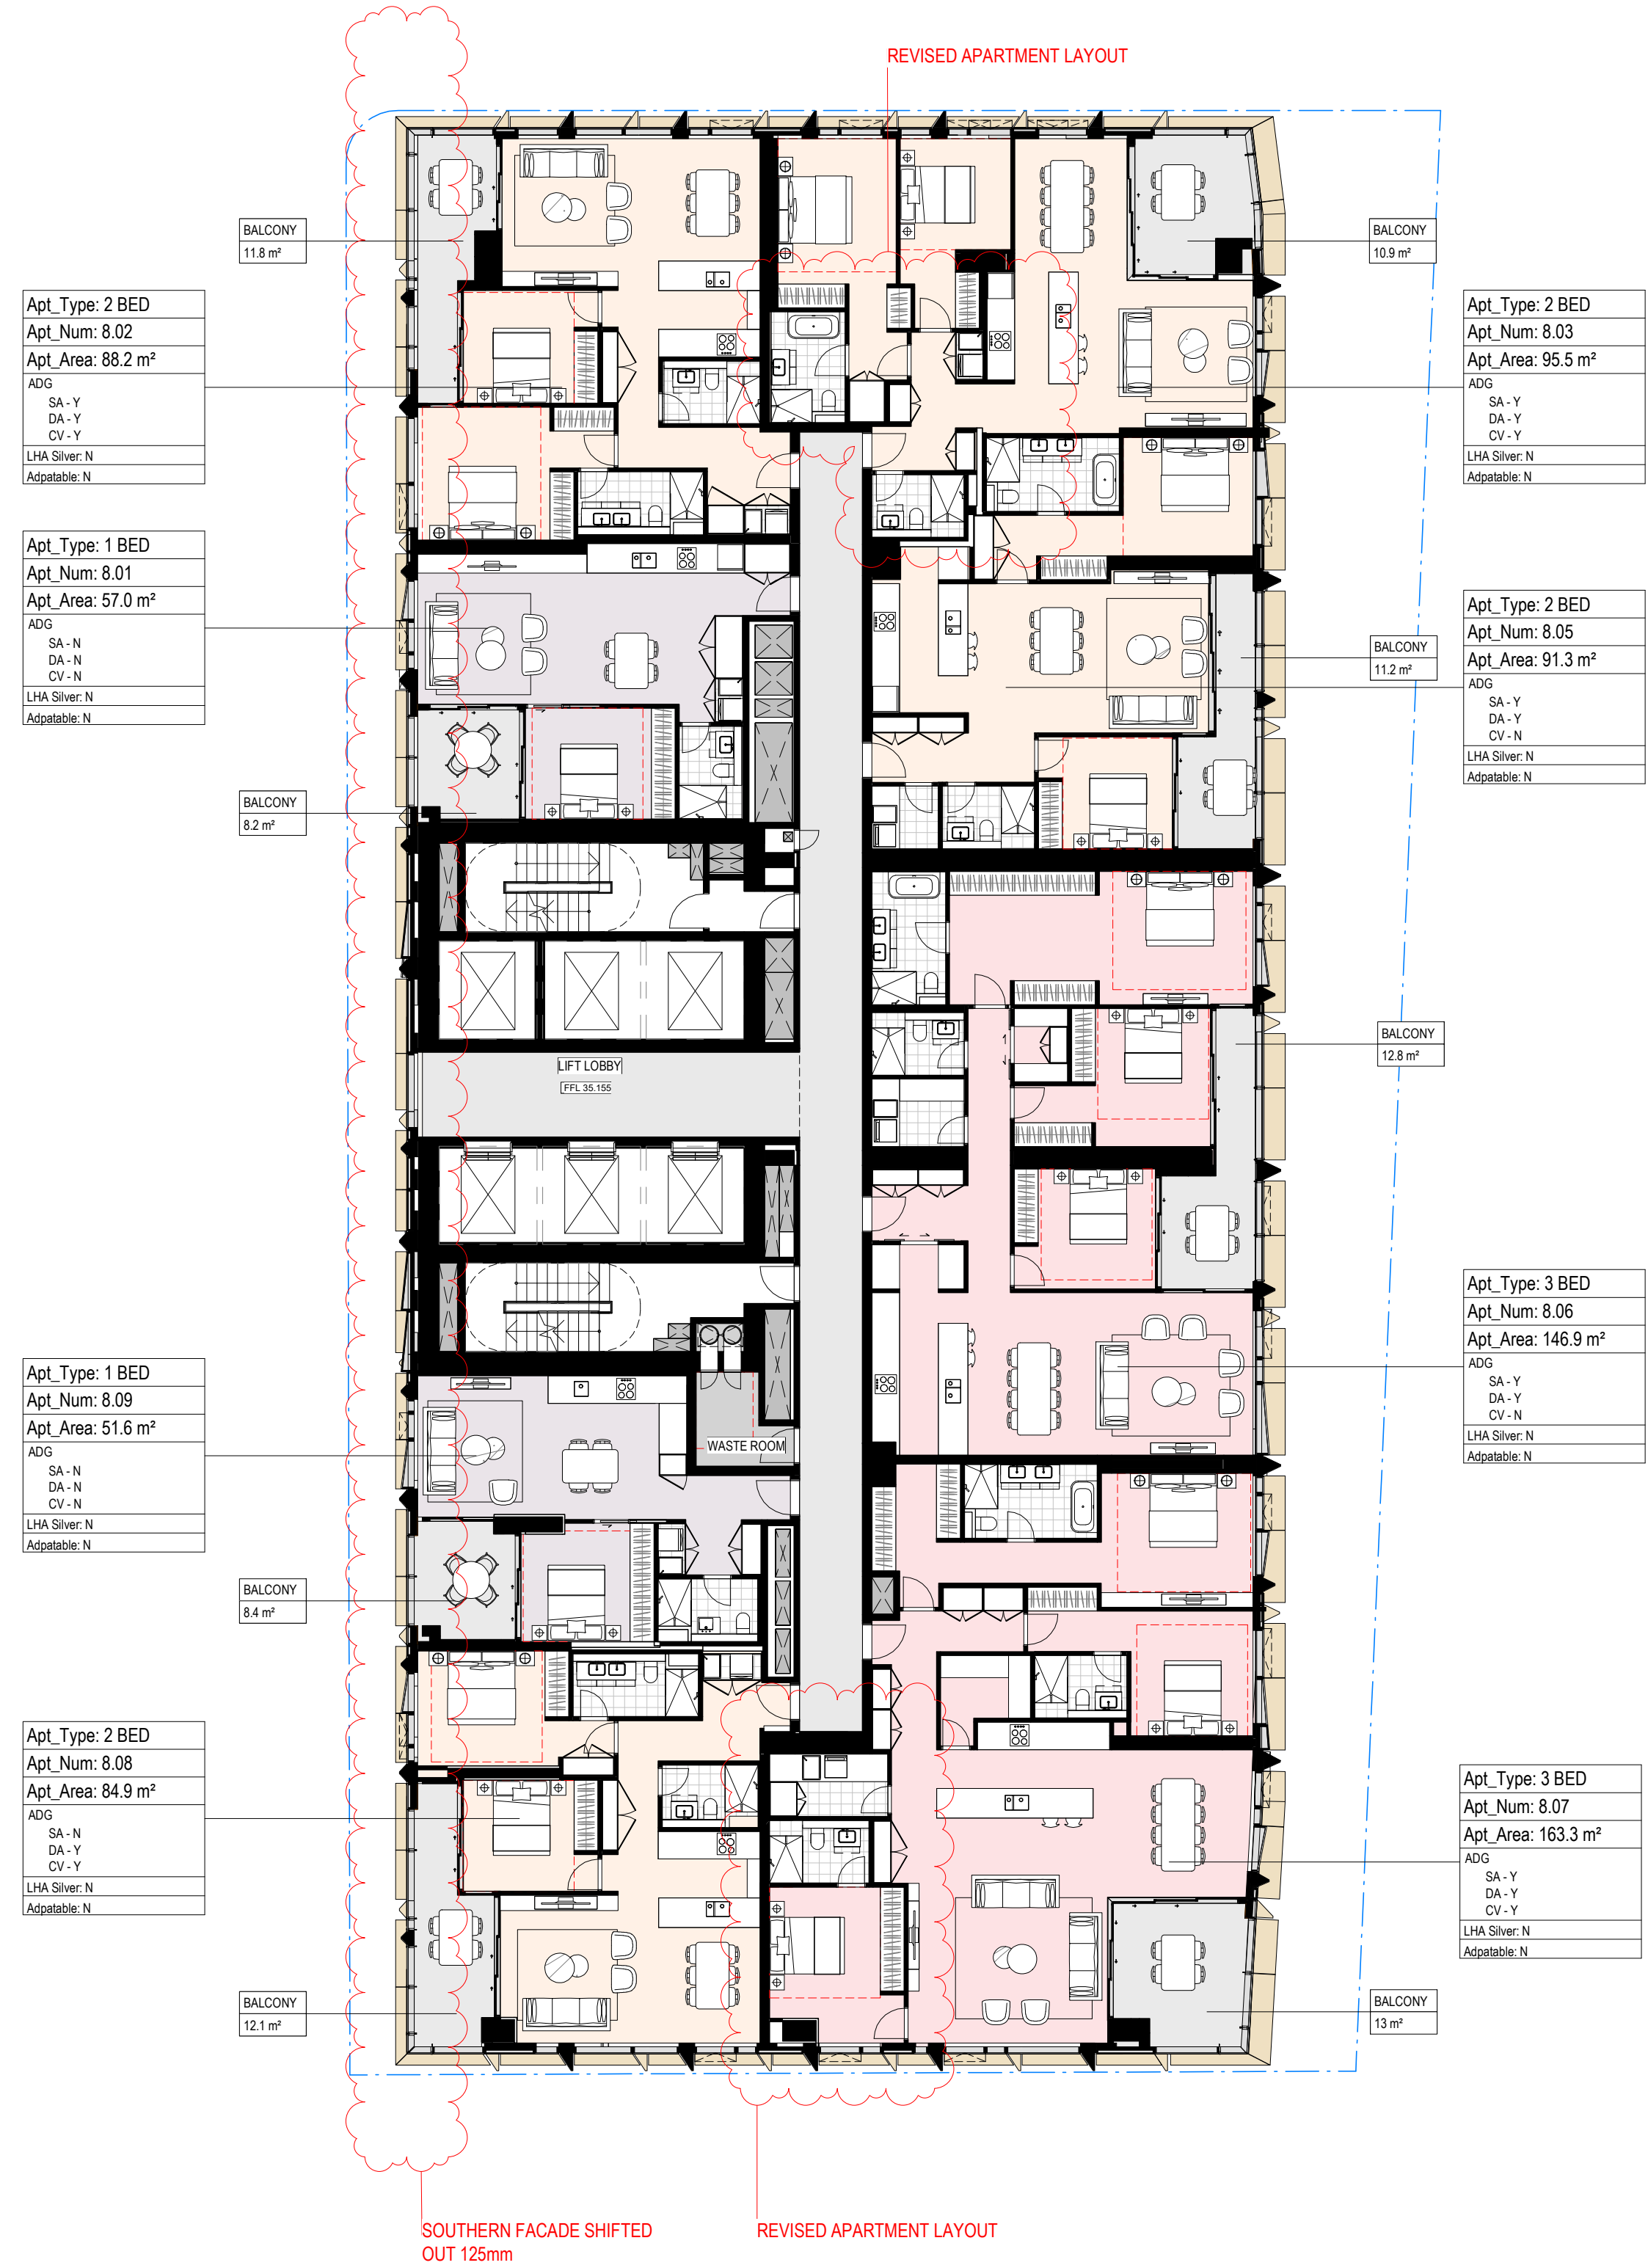 REVISED APARTMENT LAYOUT
BALCONY
11.8 m²
BALCONY
10.9 m²
Apt_Type: 2 BED
Apt_Num: 8.02
Apt_Area: 88.2 m²
ADG
SA - Y
DA - Y
CV - Y
LHA Silver: N
Adpatable: N
Apt_Type: 2 BED
Apt_Num: 8.03
Apt_Area: 95.5 m²
ADG
SA - Y
DA - Y
CV - Y
LHA Silver: N
Adpatable: N
Apt_Type: 1 BED
Apt_Num: 8.01
Apt_Area: 57.0 m²
ADG
SA - N
DA - N
CV - N
LHA Silver: N
Adpatable: N
Apt_Type: 2 BED
Apt_Num: 8.05
Apt_Area: 91.3 m²
ADG
SA - Y
DA - Y
CV - N
LHA Silver: N
Adpatable: N
BALCONY
11.2 m²
BALCONY
8.2 m²
BALCONY
12.8 m²
LIFT LOBBY
FFL 35.155
Apt_Type: 3 BED
Apt_Num: 8.06
Apt_Area: 146.9 m²
ADG
SA - Y
DA - Y
CV - N
LHA Silver: N
Adpatable: N
Apt_Type: 1 BED
Apt_Num: 8.09
Apt_Area: 51.6 m²
ADG
SA - N
DA - N
CV - N
LHA Silver: N
Adpatable: N
WASTE ROOM
BALCONY
8.4 m²
Apt_Type: 2 BED
Apt_Num: 8.08
Apt_Area: 84.9 m²
ADG
SA - N
DA - Y
CV - Y
LHA Silver: N
Adpatable: N
Apt_Type: 3 BED
Apt_Num: 8.07
Apt_Area: 163.3 m²
ADG
SA - Y
DA - Y
CV - Y
LHA Silver: N
Adpatable: N
BALCONY
12.1 m²
BALCONY
13 m²
SOUTHERN FACADE SHIFTED
OUT 125mm
REVISED APARTMENT LAYOUT